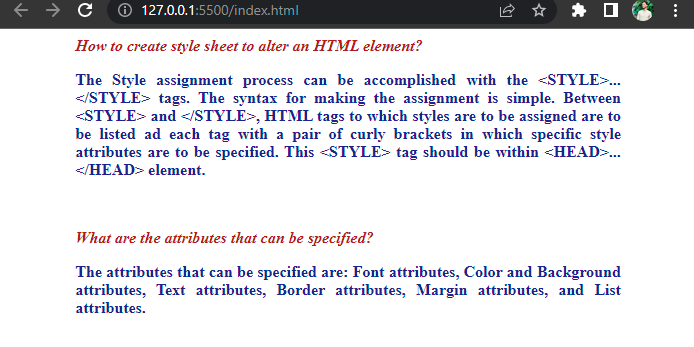 127.0.0.1:5500/index.html
How to create style sheet to alter an HTML element?
The Style assignment process can be accomplished with the <STYLE>...
</STYLE> tags. The syntax for making the assignment is simple. Between
<STYLE> and </STYLE>, HTML tags to which styles are to be assigned are to
be listed ad each tag with a pair of curly brackets in which specific style
attributes are to be specified. This <STYLE> tag should be within <HEAD>...
</HEAD> element.
What are the attributes that can be specified?
The attributes that can be specified are: Font attributes, Color and Background
attributes, Text attributes, Border attributes, Margin attributes, and List
attributes.